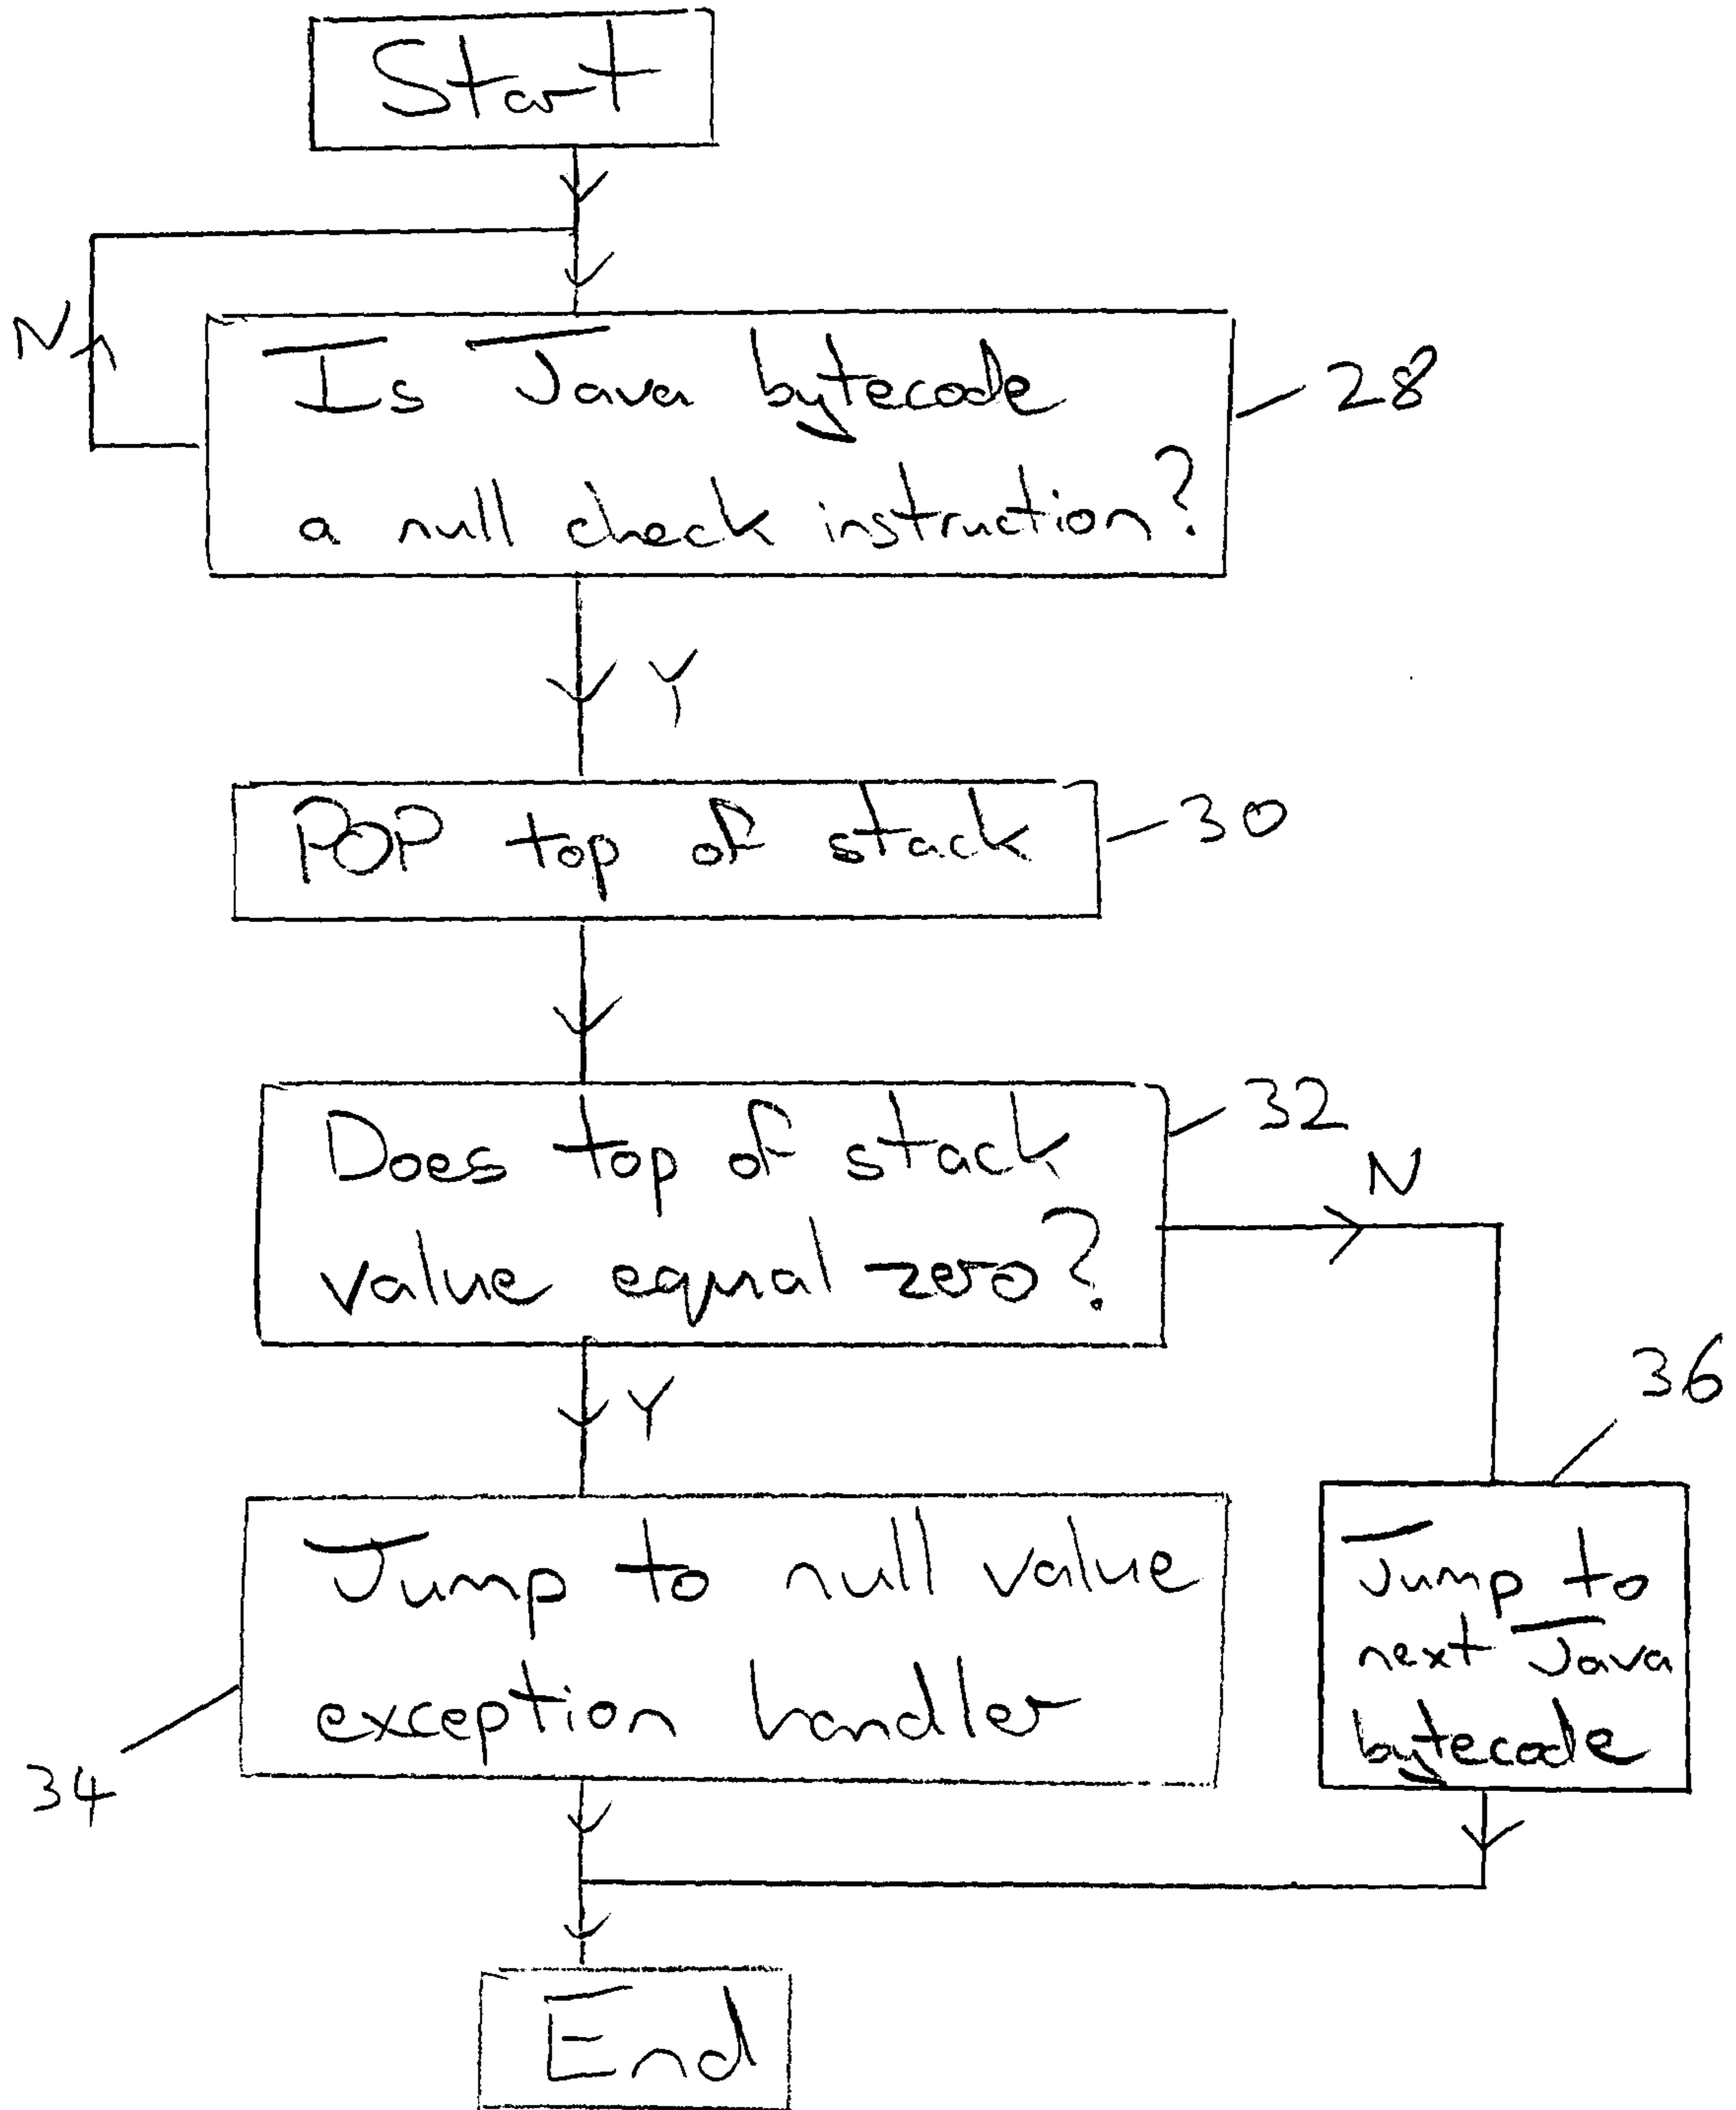 Start
N
Is Java bytecode
a null check instruction?
28
Y
POP top of stack
30
Does top of stack
value equal zero?
32
N
Y
36
Jump to null value
exception handler
34
Jump to
next Java
bytecode
End